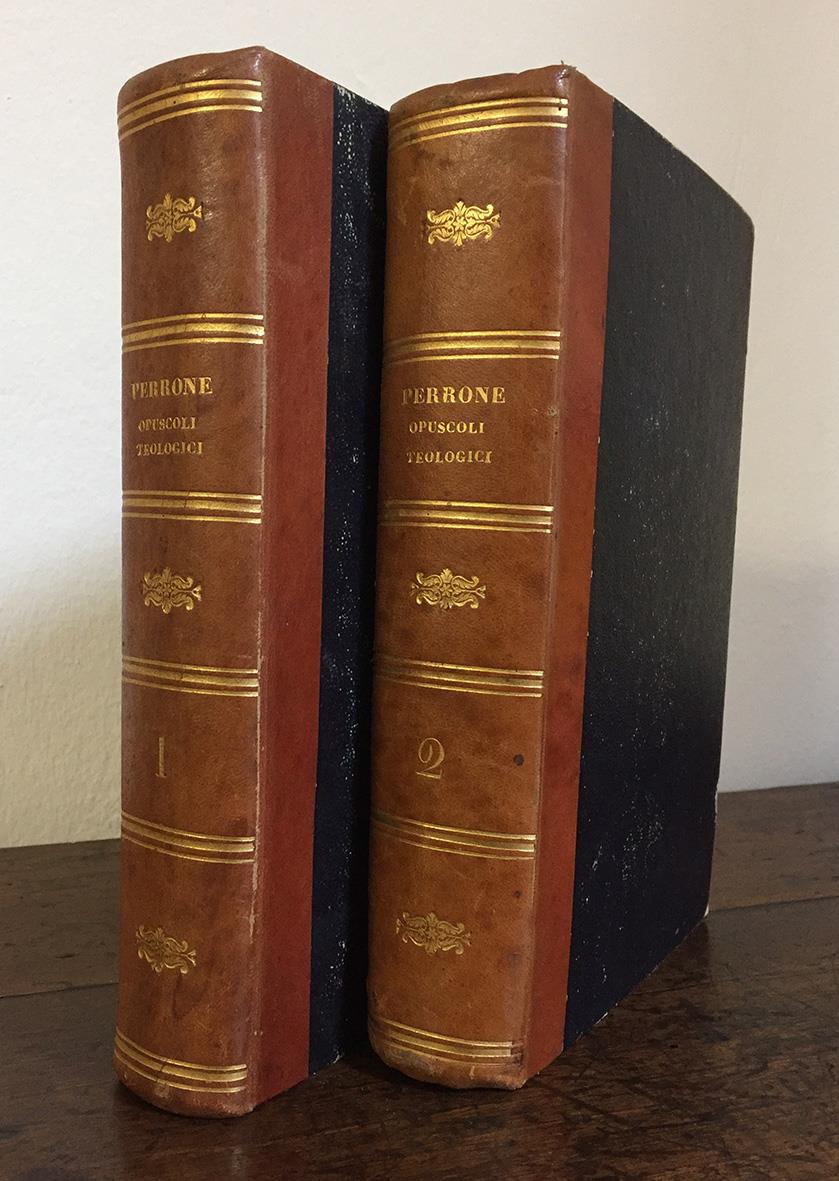 PERRONE
OPUSCOLI
TEOLOGICI
1
PERRONE
OPUSCOLI
TEOLOGICI
2